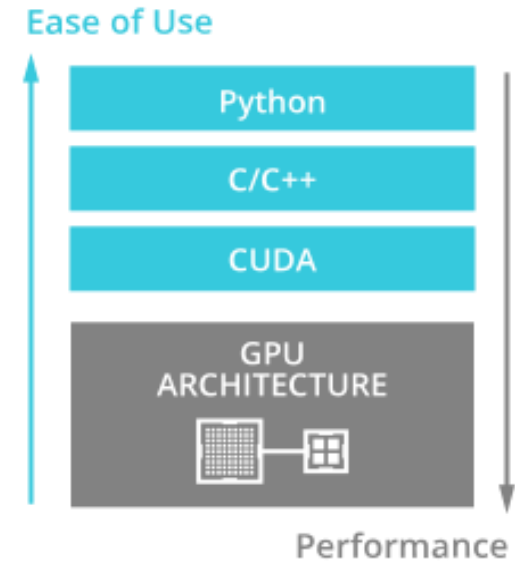 Ease of Use
Python
C/C++
CUDA
GPU
ARCHITECTURE
Performance